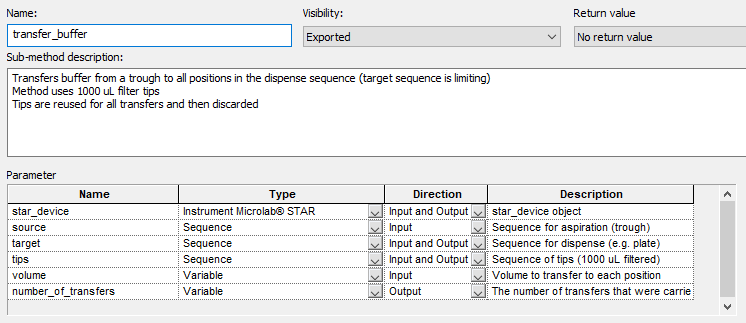 Name: Visibility: Return value
transfer_buffer Exported No return value
Sub-method description:
Transfers buffer from a trough to all positions in the dispense sequence (target sequence is limiting)
Method uses 1000 uL filter tips
Tips are reused for all transfers and then discarded
Parameter
Name Type Direction Description
star_device Instrument Microlab® STAR Input and Output star_device object
source Sequence Input Sequence for aspiration (trough)
target Sequence Input and Output Sequence for dispense (e.g. plate)
tips Sequence Input and Output Sequence of tips (1000 uL filtered)
volume Variable Input Volume to transfer to each position
number_of_transfers Variable Output The number of transfers that were carrie